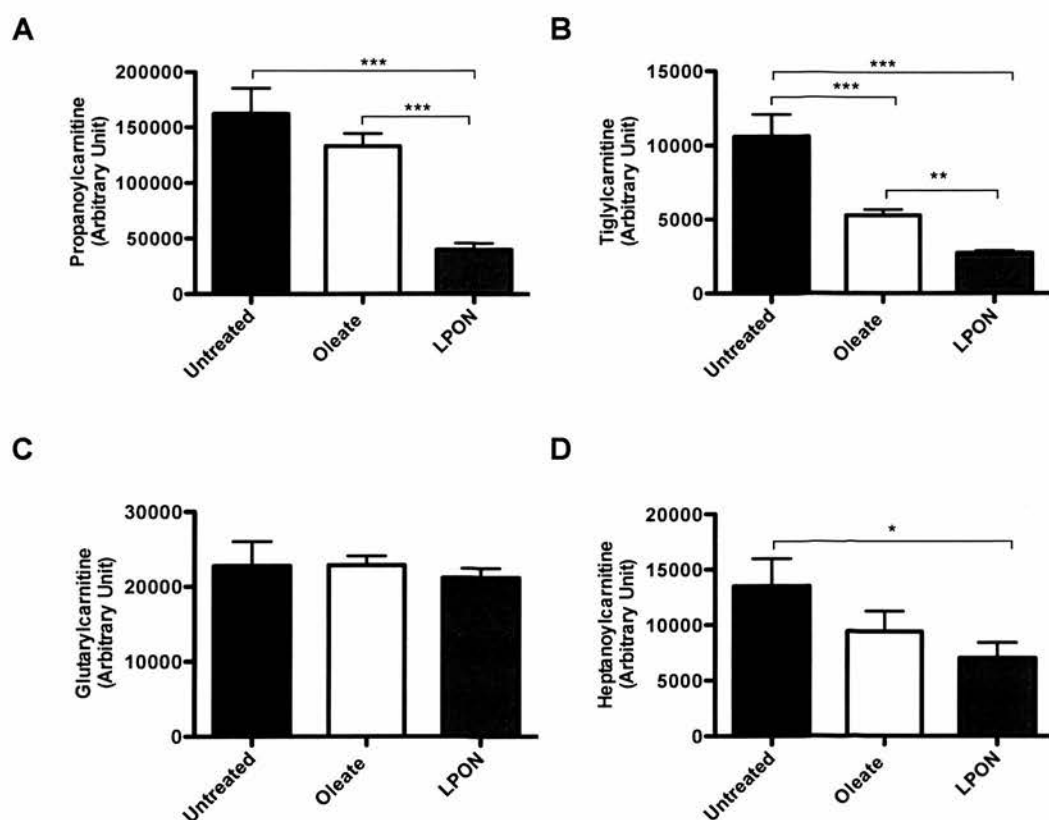 A
Propanoylcarnitine
(Arbitrary Unit)
200000
150000
100000
50000
0
***
***
Untreated
Oleate
LPON
B
Tiglylcarnitine
(Arbitrary Unit)
15000
10000
5000
0
***
***
**
Untreated
Oleate
LPON
C
Glutarylcarnitine
(Arbitrary Unit)
30000
20000
10000
0
Untreated
Oleate
LPON
D
Heptanoylcarnitine
(Arbitrary Unit)
20000
15000
10000
5000
0
*
Untreated
Oleate
LPON